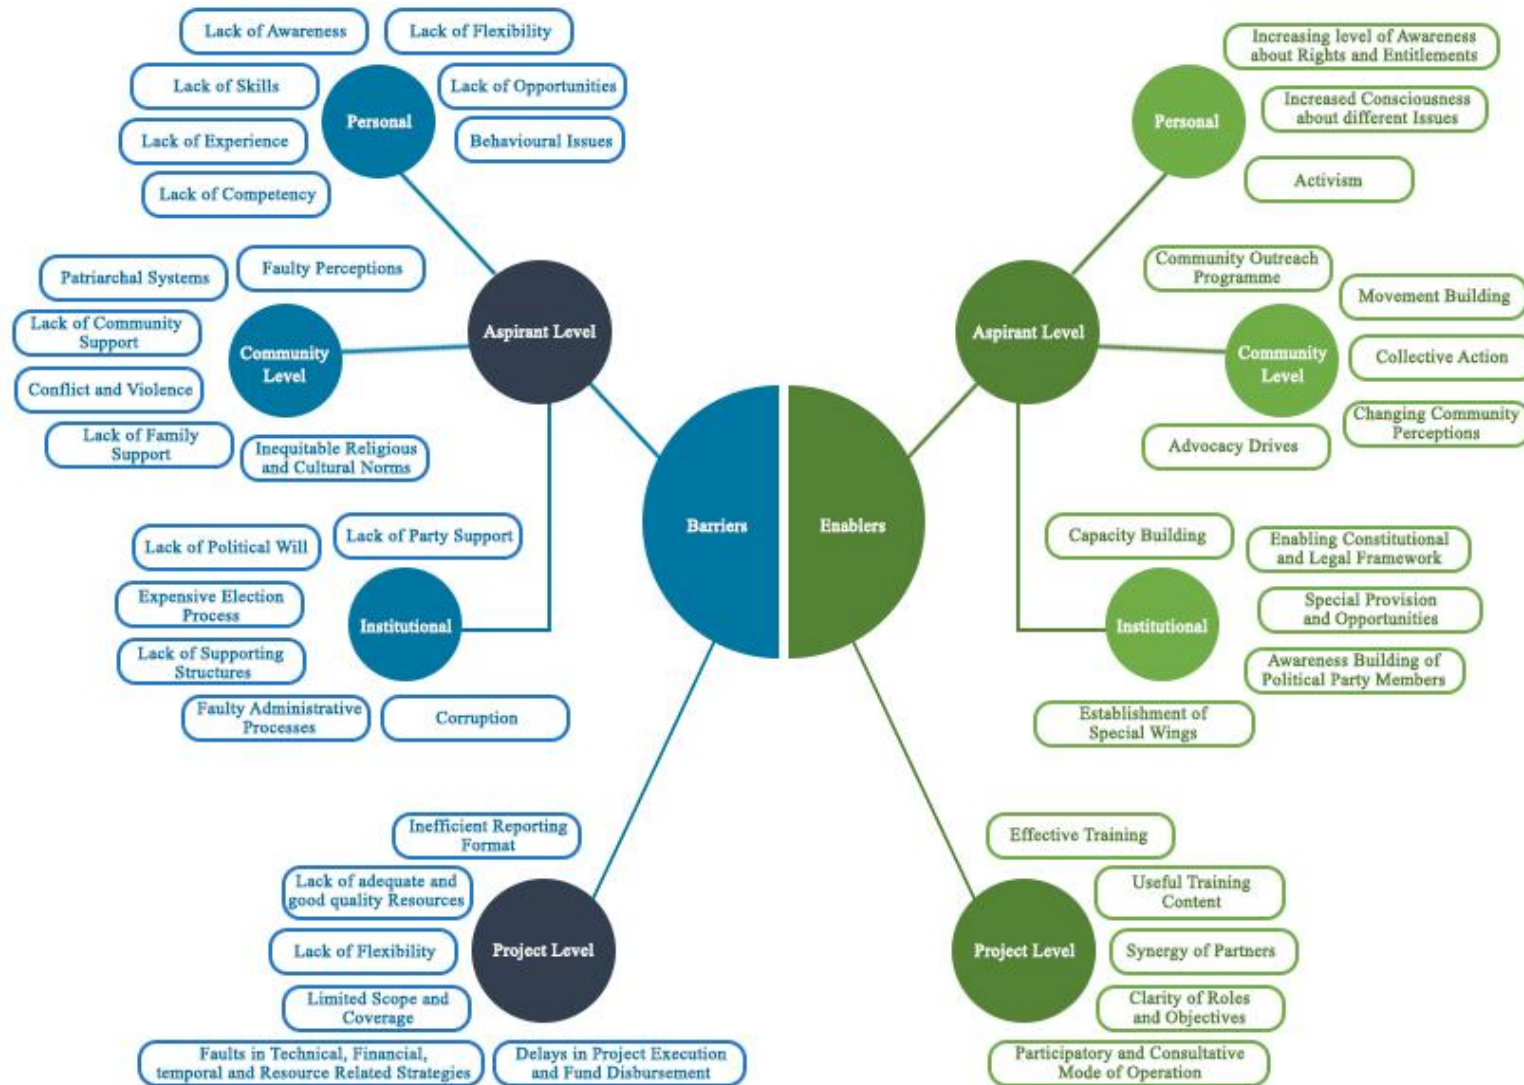 Lack of Awareness
Lack of Flexibility
Lack of Skills
Lack of Opportunities
Personal
Lack of Experience
Behavioural Issues
Lack of Competency
Patriarchal Systems
Faulty Perceptions
Lack of Community
Support
Community
Level
Conflict and Violence
Lack of Family
Support
Inequitable Religious
and Cultural Norms
Aspirant Level
Lack of Political Will
Lack of Party Support
Expensive Election
Process
Institutional
Lack of Supporting
Structures
Faulty Administrative
Processes
Corruption
Barriers
Inefficient Reporting
Format
Lack of adequate and
good quality Resources
Lack of Flexibility
Project Level
Limited Scope and
Coverage
Faults in Technical, Financial,
temporal and Resource Related Strategies
Delays in Project Execution
and Fund Disbursement
Enablers
Increasing level of Awareness
about Rights and Entitlements
Personal
Increased Consciousness
about different Issues
Activism
Aspirant Level
Community Outreach
Programme
Movement Building
Community
Level
Collective Action
Changing Community
Perceptions
Advocacy Drives
Capacity Building
Enabling Constitutional
and Legal Framework
Special Provision
and Opportunities
Institutional
Awareness Building of
Political Party Members
Establishment of
Special Wings
Effective Training
Useful Training
Content
Project Level
Synergy of Partners
Clarity of Roles
and Objectives
Participatory and Consultative
Mode of Operation